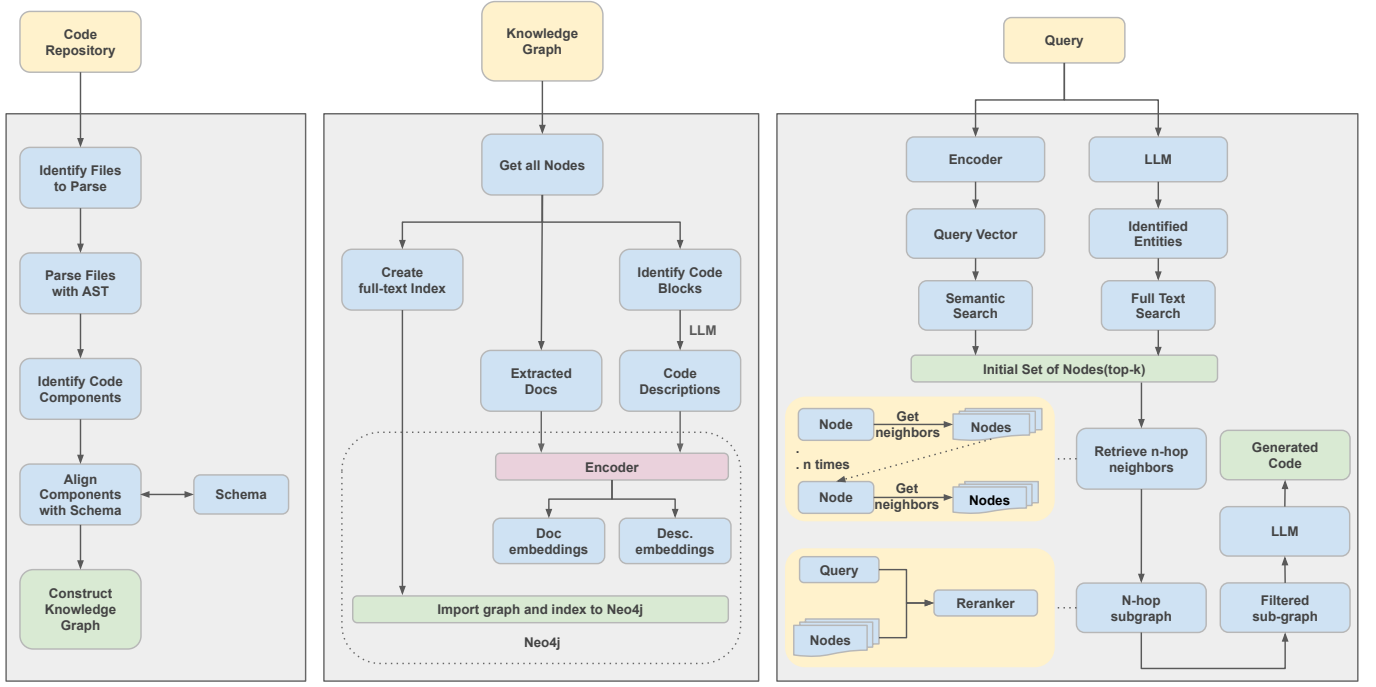 Code
Repository
Identify Files
to Parse
Parse Files
with AST
Identify Code
Components
Align
Components
with Schema
Schema
Construct
Knowledge
Graph
Knowledge
Graph
Get all Nodes
Create
full-text Index
Identify Code
Blocks
LLM
Extracted
Docs
Code
Descriptions
Encoder
Doc
embeddings
Desc.
embeddings
Import graph and index to Neo4j
Neo4j
Query
Encoder
LLM
Query Vector
Identified
Entities
Semantic
Search
Full Text
Search
Initial Set of Nodes(top-k)
Node
Get
neighbors
Nodes
.
. n times
Node
Get
neighbors
Nodes
Retrieve n-hop
neighbors
Generated
Code
LLM
Query
Nodes
Reranker
N-hop
subgraph
Filtered
sub-graph